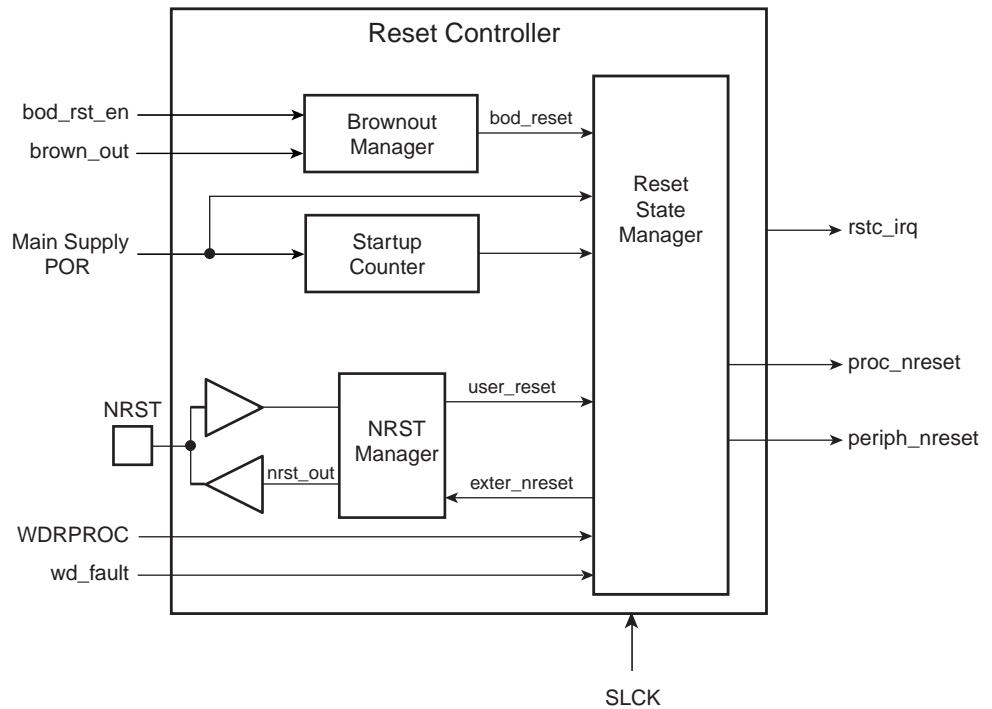 Reset Controller
bod_rst_en
brown_out
Brownout
Manager
bod_reset
Main Supply
POR
Startup
Counter
Reset
State
Manager
rstc_irq
proc_nreset
periph_nreset
NRST
NRST
Manager
user_reset
nrst_out
exter_nreset
WDRPROC
wd_fault
SLCK